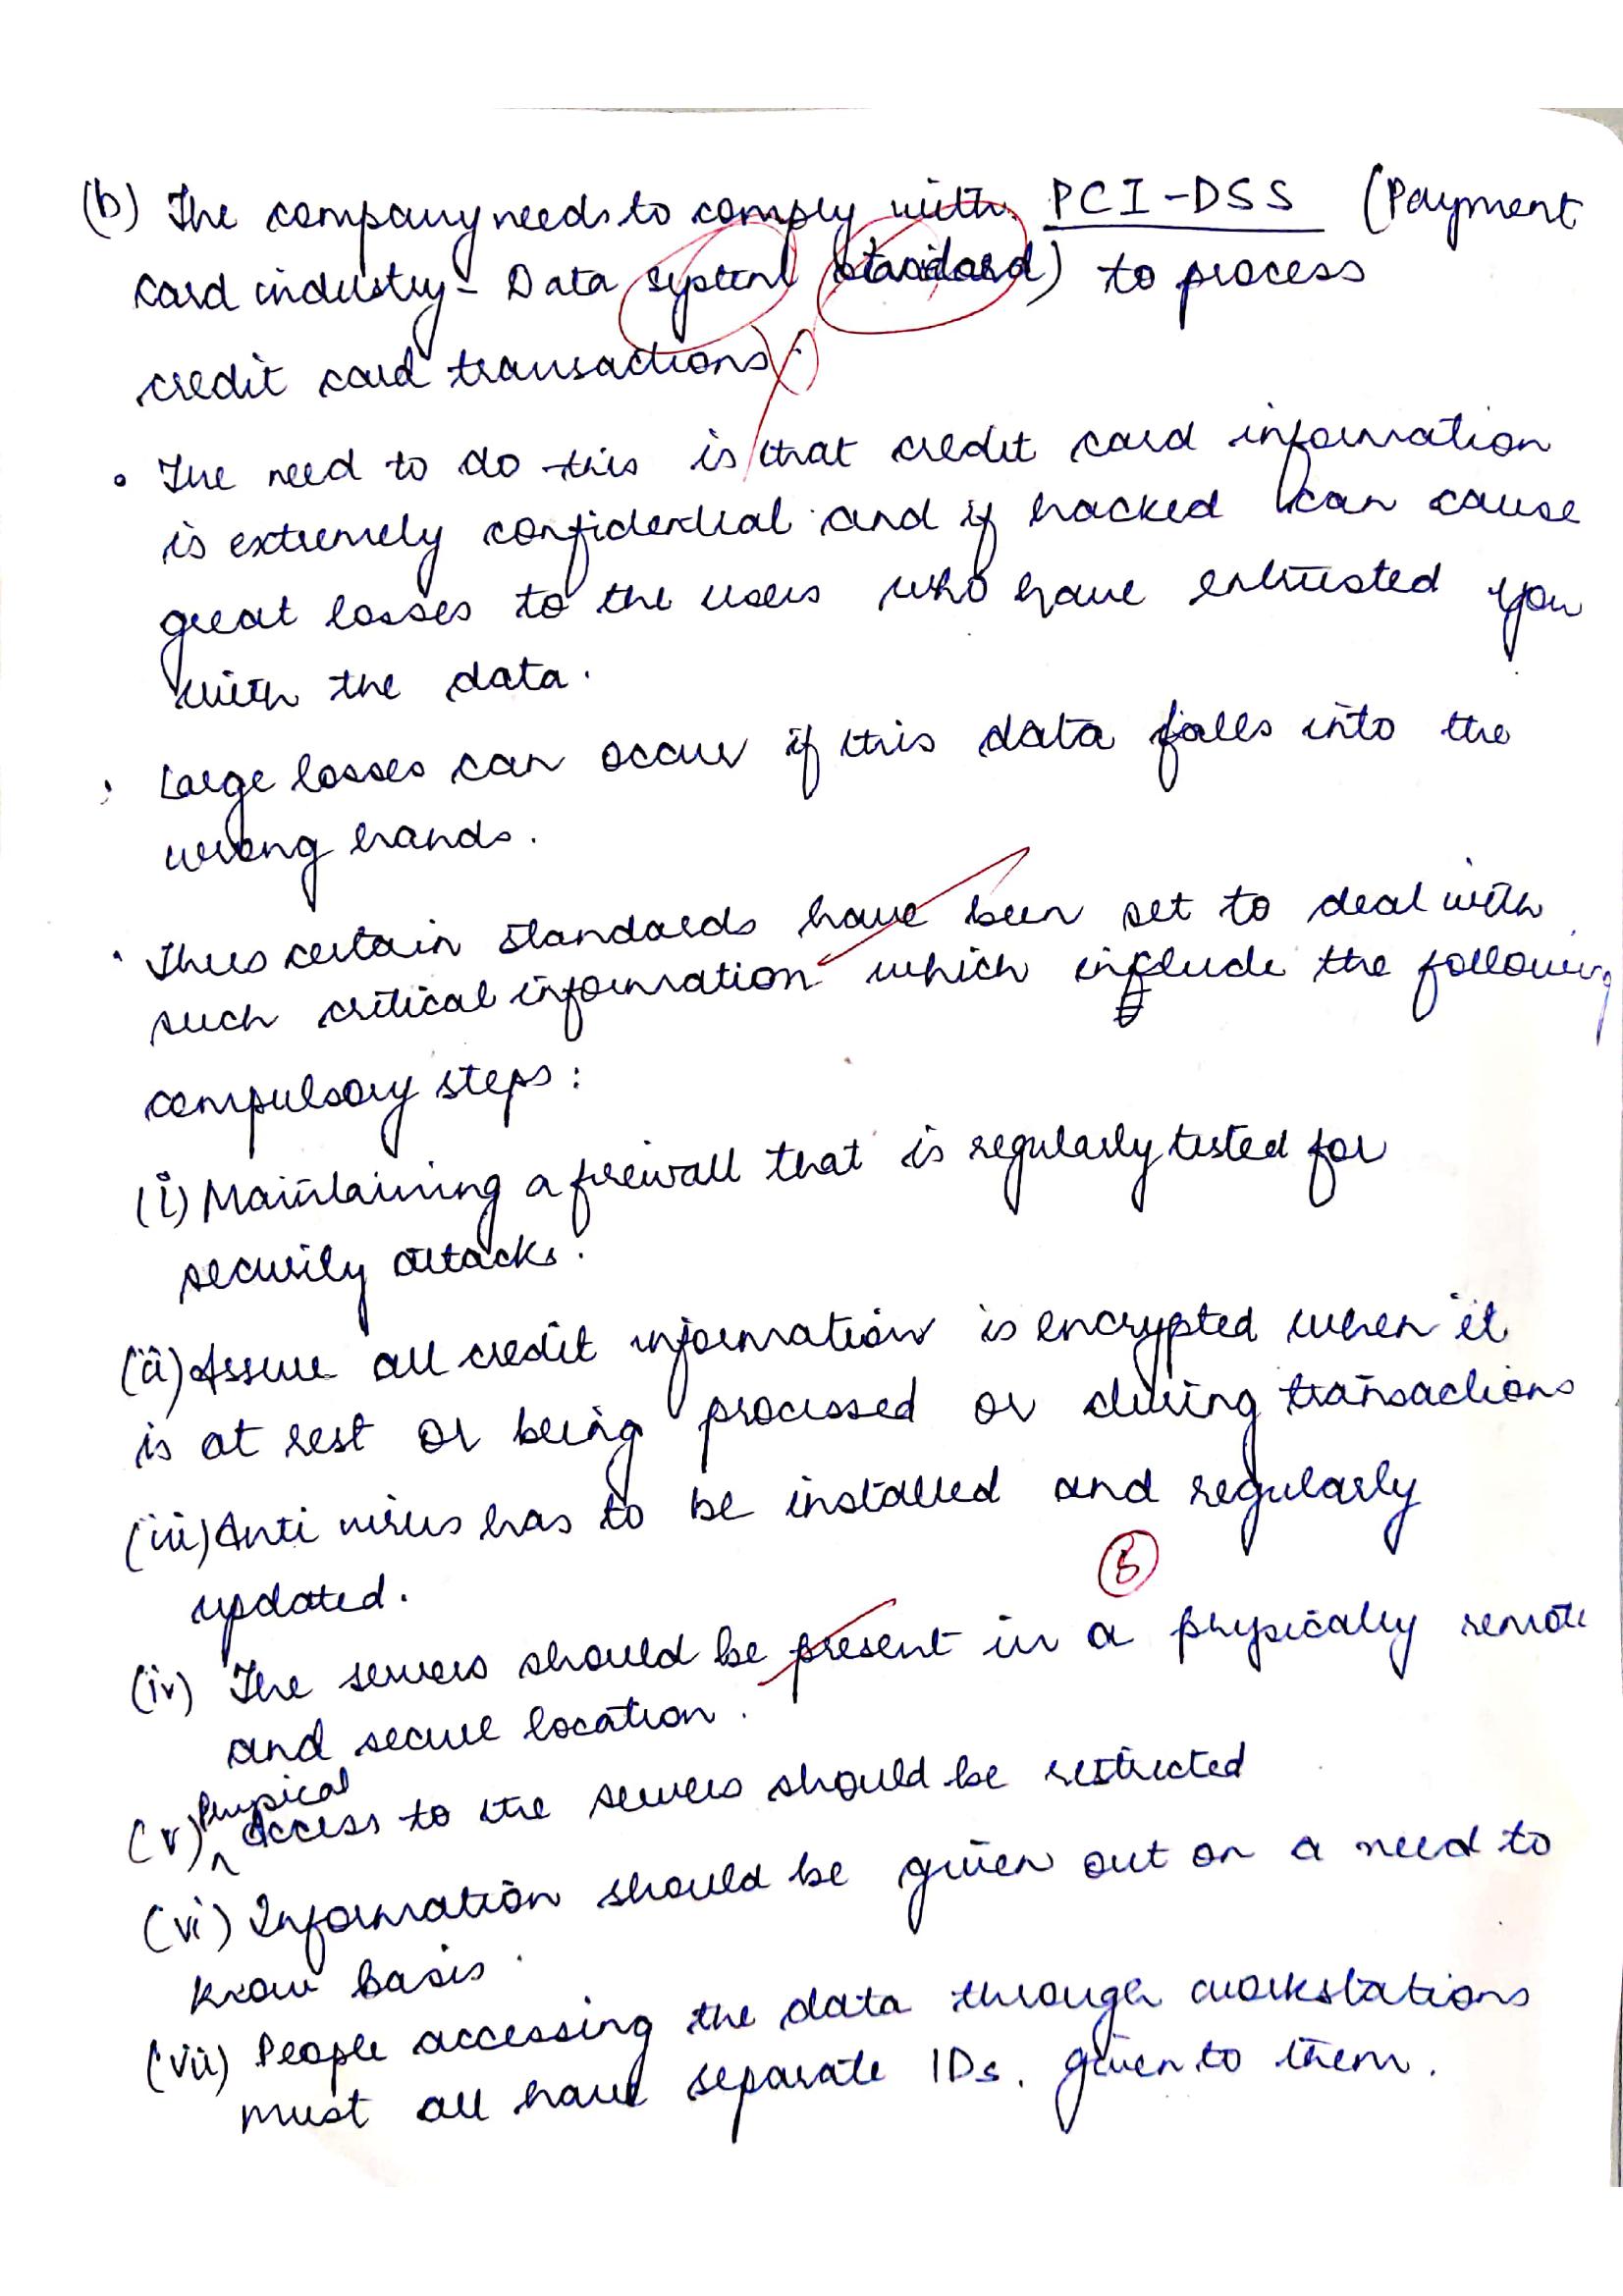 (b) The company needs to comply with PCI-DSS (Payment
card industry - Data system standard) to process
credit card transactions.
• The need to do this is that credit card information
is extremely confidential and if hacked can cause
great losses to the users who have entrusted you
with the data.
• Large losses can occur if this data falls into the
wrong hands.
• Thus certain standards have been set to deal with
such critical information which include the following
compulsory steps:
(i) Maintaining a firewall that is regularly tested for
security attacks.
(ii) Assure all credit information is encrypted when it
is at rest or being processed or during transactions
(iii) Anti virus has to be installed and regularly
updated.
(iv) The servers should be present in a physically remote
and secure location.
(v) Physical Access to the servers should be restricted
(vi) Information should be given out on a need to
know basis.
(vii) People accessing the data through workstations
must all have separate IDs. given to them.